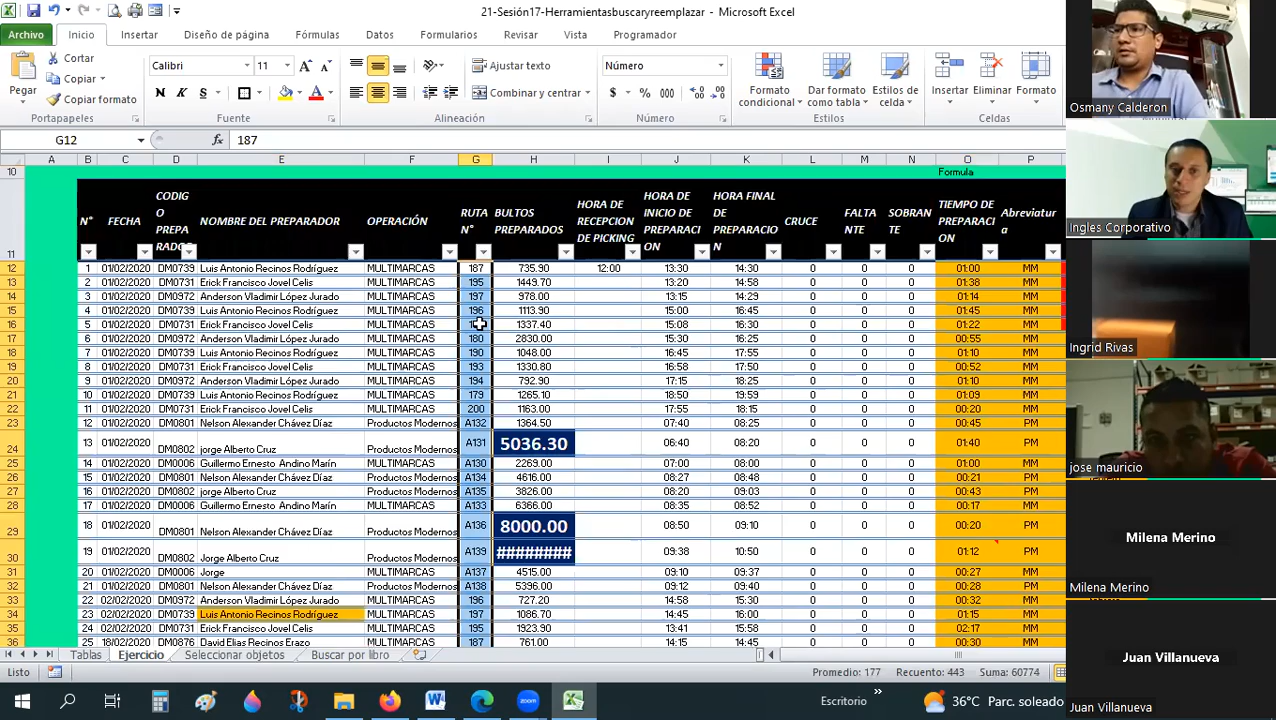 21-Sesión17-Herramientasbuscaryreemplazar - Microsoft Excel
Archivo Inicio Insertar Diseño de página Fórmulas Datos Formularios Revisar Vista Programador
Pegar Cortar Copiar Copiar formato
Calibri 11 Ajustar texto Combinar y centrar
N K S
Número $ % 000
Formato condicional Dar formato como tabla Estilos de celda Insertar Eliminar Formato
Portapapeles Fuente Alineación Estilos Celdas
G12 fx 187
A B C D E F G H I J K L M N O P
10 Formula
11 N° FECHA CODIGO PREPARADOR NOMBRE DEL PREPARADOR OPERACIÓN RUTA N° BULTOS PREPARADOS HORA DE RECEPCION DE PICKING HORA DE INICIO DE PREPARACION HORA FINAL DE PREPARACION CRUCE FALTANTE SOBRANTE TIEMPO DE PREPARACION Abreviatura
12 1 01/02/2020 DM0739 Luis Antonio Recinos Rodríguez MULTIMARCAS 187 735.90 12:00 13:30 14:30 0 0 0 01:00 MM
13 2 01/02/2020 DM0731 Erick Francisco Jovel Celis MULTIMARCAS 195 1449.70 13:20 14:58 0 0 0 01:38 MM
14 3 01/02/2020 DM0972 Anderson Vladimir López Jurado MULTIMARCAS 197 978.00 13:15 14:29 0 0 0 01:14 MM
15 4 01/02/2020 DM0739 Luis Antonio Recinos Rodríguez MULTIMARCAS 196 1113.90 15:00 16:45 0 0 0 01:45 MM
16 5 01/02/2020 DM0731 Erick Francisco Jovel Celis MULTIMARCAS 1337.40 15:08 16:30 0 0 0 01:22 MM
17 6 01/02/2020 DM0972 Anderson Vladimir López Jurado MULTIMARCAS 180 2830.00 15:30 16:25 0 0 0 00:55 MM
18 7 01/02/2020 DM0739 Luis Antonio Recinos Rodríguez MULTIMARCAS 190 1048.00 16:45 17:55 0 0 0 01:10 MM
19 8 01/02/2020 DM0731 Erick Francisco Jovel Celis MULTIMARCAS 193 1330.80 16:58 17:50 0 0 0 00:52 MM
20 9 01/02/2020 DM0972 Anderson Vladimir López Jurado MULTIMARCAS 194 792.90 17:15 18:25 0 0 0 01:10 MM
21 10 01/02/2020 DM0739 Luis Antonio Recinos Rodríguez MULTIMARCAS 179 1265.10 18:50 19:59 0 0 0 01:09 MM
22 11 01/02/2020 DM0731 Erick Francisco Jovel Celis MULTIMARCAS 200 1163.00 17:55 18:15 0 0 0 00:20 MM
23 12 01/02/2020 DM0801 Nelson Alexander Chávez Díaz Productos Modernos A132 1364.50 07:40 08:25 0 0 0 00:45 PM
24 13 01/02/2020 DM0802 jorge Alberto Cruz Productos Modernos A131 5036.30 06:40 08:20 0 0 0 01:40 PM
25 14 01/02/2020 DM0006 Guillermo Ernesto Andino Marín Productos Modernos A130 2269.00 07:00 08:00 0 0 0 01:00 PM
26 15 01/02/2020 DM0801 Nelson Alexander Chávez Díaz Productos Modernos A134 4616.00 08:27 08:48 0 0 0 00:21 PM
27 16 01/02/2020 DM0802 jorge Alberto Cruz Productos Modernos A135 3826.00 08:20 09:03 0 0 0 00:43 PM
28 17 01/02/2020 DM0006 Guillermo Ernesto Andino Marín Productos Modernos A133 6366.00 08:35 08:52 0 0 0 00:17 PM
29 18 01/02/2020 DM0801 Nelson Alexander Chávez Díaz Productos Modernos A136 8000.00 08:50 09:10 0 0 0 00:20 PM
30 19 01/02/2020 DM0802 Jorge Alberto Cruz Productos Modernos A139 ######## 09:38 10:50 0 0 0 01:12 PM
31 20 01/02/2020 DM0006 Jorge MULTIMARCAS A137 4515.00 09:10 09:37 0 0 0 00:27 MM
32 21 01/02/2020 DM0801 Nelson Alexander Chávez Díaz Productos Modernos A138 5396.00 09:12 09:40 0 0 0 00:28 PM
33 22 02/02/2020 DM0972 Anderson Vladimir López Jurado MULTIMARCAS 196 727.20 14:58 15:30 0 0 0 00:32 MM
34 23 02/02/2020 DM0739 Luis Antonio Recinos Rodríguez MULTIMARCAS 197 1086.70 14:45 16:00 0 0 0 01:15 MM
35 24 02/02/2020 DM0731 Erick Francisco Jovel Celis MULTIMARCAS 195 1923.90 13:41 15:58 0 0 0 02:17 MM
36 25 18/02/2020 DM0876 David Elias Recinos Erazo MULTIMARCAS 187 761.00 14:15 14:45 0 0 0 00:30 MM
Tablas Ejercicio Seleccionar objetos Buscar por libro
Listo Promedio: 177 Recuento: 443 Suma: 60774
Escritorio » 36°C Parc. soleado
Osmany Calderon
Ingles Corporativo
Ingrid Rivas
jose mauricio
Milena Merino
Milena Merino
Juan Villanueva
Juan Villanueva